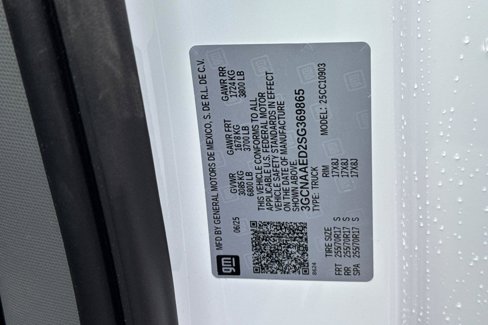 MFD BY GENERAL MOTORS DE MEXICO, S. DE R.L. DE C.V.
06/25 GVWR GAWR FRT GAWR RR
3085 KG 1678 KG 1724 KG
6800 LB 3700 LB 3800 LB
THIS VEHICLE CONFORMS TO ALL
APPLICABLE U.S. FEDERAL MOTOR
VEHICLE SAFETY STANDARDS IN EFFECT
ON THE DATE OF MANUFACTURE
SHOWN ABOVE.
3GCNAAED2SG369865
TYPE: TRUCK MODEL: 25CC10903
gm
8624
TIRE SIZE RIM
FRT 255/70R17 S 17X8J
RR 255/70R17 S 17X8J
SPA 255/70R17 S 17X8J